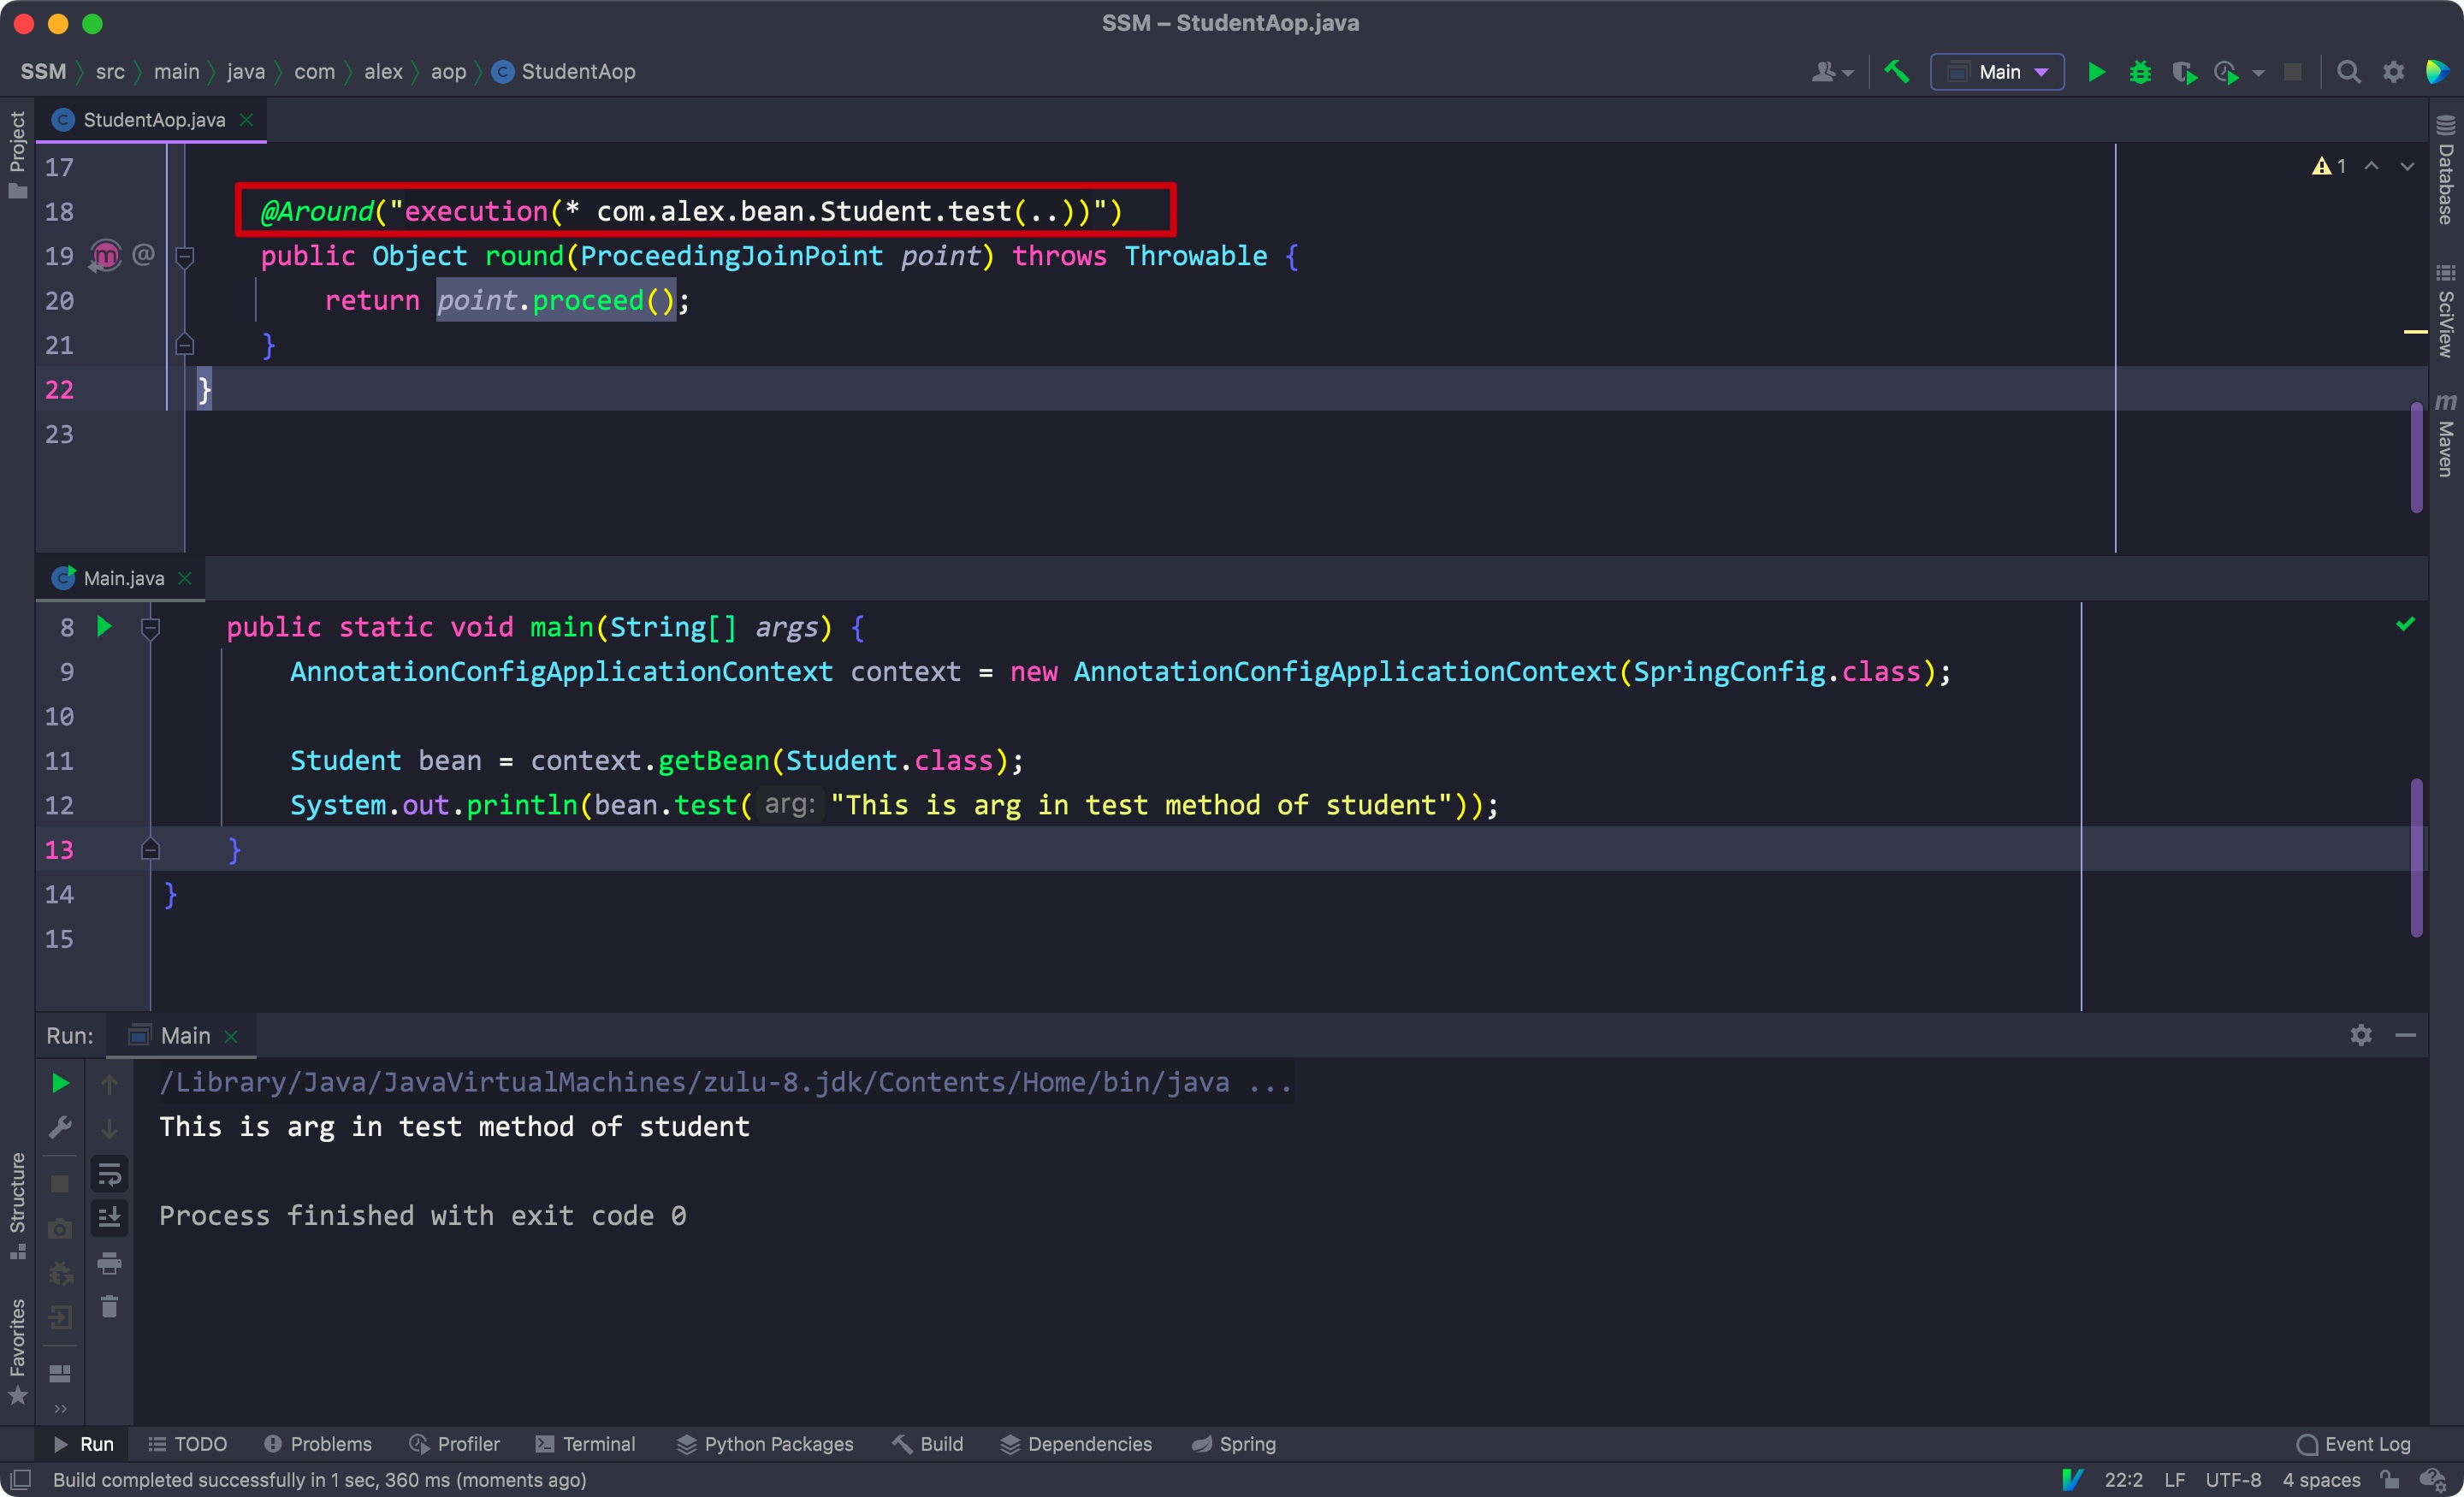 SSM – StudentAop.java
SSM src main java com alex aop StudentAop
Main
Project
StudentAop.java
17
18 @Around("execution(* com.alex.bean.Student.test(..))")
19 public Object round(ProceedingJoinPoint point) throws Throwable {
20 return point.proceed();
21 }
22 }
23
1
Database
SciView
Maven
Main.java
8 public static void main(String[] args) {
9 AnnotationConfigApplicationContext context = new AnnotationConfigApplicationContext(SpringConfig.class);
10
11 Student bean = context.getBean(Student.class);
12 System.out.println(bean.test( arg: "This is arg in test method of student"));
13 }
14 }
15
Run: Main
/Library/Java/JavaVirtualMachines/zulu-8.jdk/Contents/Home/bin/java ...
This is arg in test method of student
Process finished with exit code 0
Structure
Favorites
Run TODO Problems Profiler Terminal Python Packages Build Dependencies Spring Event Log
Build completed successfully in 1 sec, 360 ms (moments ago) 22:2 LF UTF-8 4 spaces